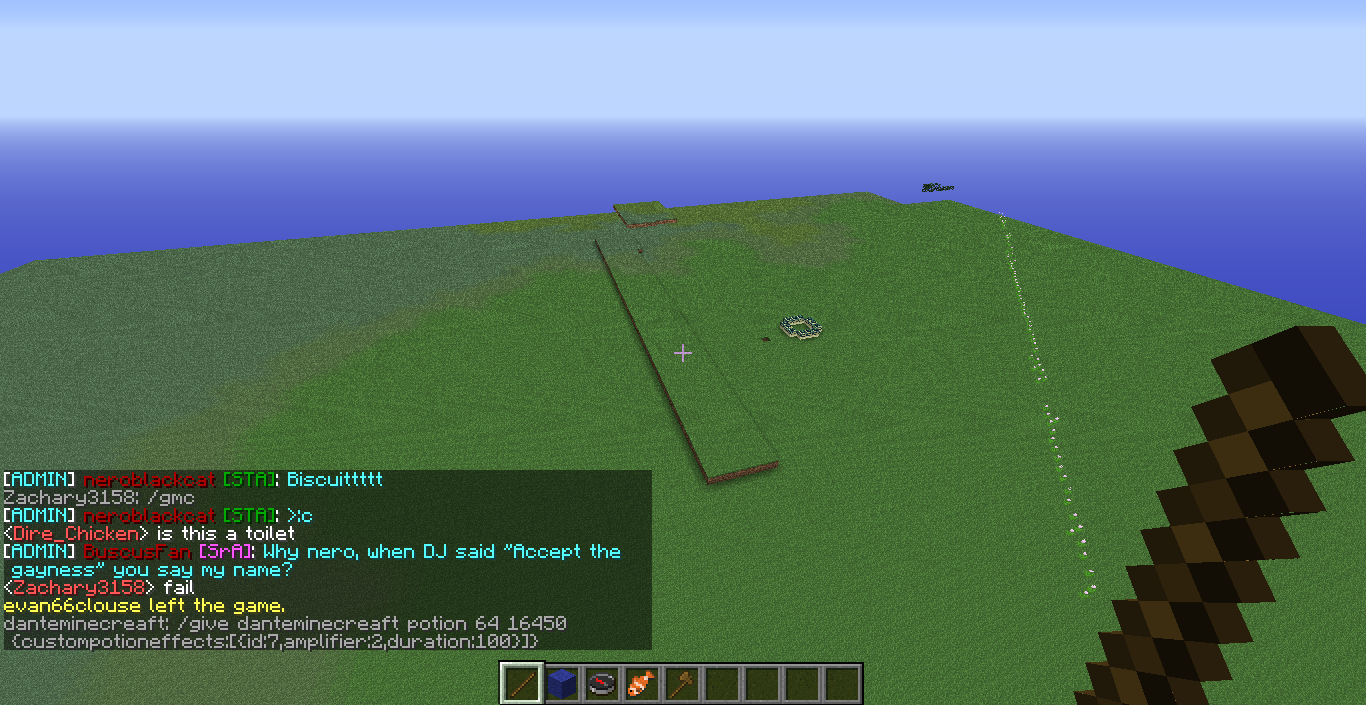 [ADMIN] neroblackcat [STA]: Biscuittttt
Zachary3158: /gmc
[ADMIN] neroblackcat [STA]: >:c
<Dire_Chicken> is this a toilet
[ADMIN] BuscusFan [SrA]: Why nero, when DJ said "Accept the
gayness" you say my name?
<Zachary3158> fail
evan66clouse left the game.
danteminecreaft: /give danteminecreaft potion 64 16450
{custompotioneffects:[{id:7,amplifier:2,duration:100}]}